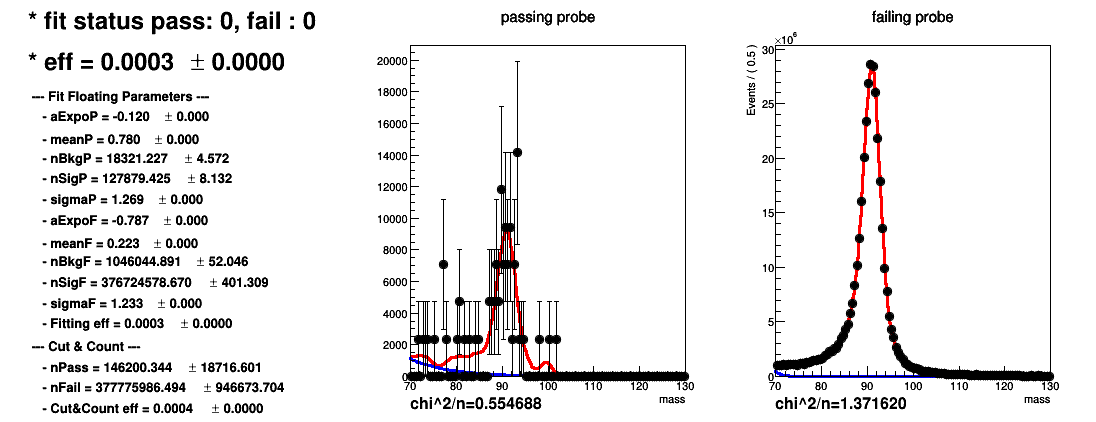 * fit status pass: 0, fail : 0
* eff = 0.0003 ± 0.0000
--- Fit Floating Parameters ---
- aExpoP = -0.120 ± 0.000
- meanP = 0.780 ± 0.000
- nBkgP = 18321.227 ± 4.572
- nSigP = 127879.425 ± 8.132
- sigmaP = 1.269 ± 0.000
- aExpoF = -0.787 ± 0.000
- meanF = 0.223 ± 0.000
- nBkgF = 1046044.891 ± 52.046
- nSigF = 376724578.670 ± 401.309
- sigmaF = 1.233 ± 0.000
- Fitting eff = 0.0003 ± 0.0000
--- Cut & Count ---
- nPass = 146200.344 ± 18716.601
- nFail = 377775986.494 ± 946673.704
- Cut&Count eff = 0.0004 ± 0.0000
passing probe
20000
18000
16000
14000
12000
10000
8000
6000
4000
2000
0
70 80 90 100 110 120 130
mass
chi^2/n=0.554688
failing probe
×10^6
Events / ( 0.5 )
30
25
20
15
10
5
0
70 80 90 100 110 120 130
mass
chi^2/n=1.371620